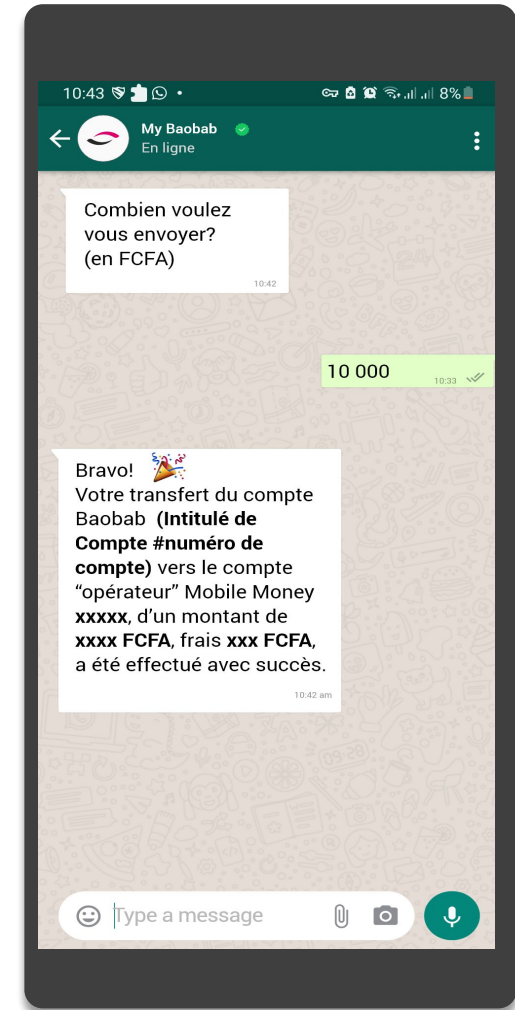 10:43
8%
My Baobab
En ligne
Combien voulez
vous envoyer?
(en FCFA)
10:42
10 000
10:33
Bravo!
Votre transfert du compte
Baobab (Intitulé de
Compte #numéro de
compte) vers le compte
“opérateur” Mobile Money
xxxxx, d’un montant de
xxxx FCFA, frais xxx FCFA,
a été effectué avec succès.
10:42 am
Type a message